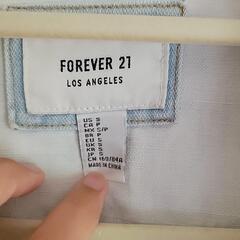 FOREVER 21
LOS ANGELES
US S
CA P
MX S/P
BR P
EU S
UK S
KR S
JP S
CN 160/84A
MADE IN CHINA